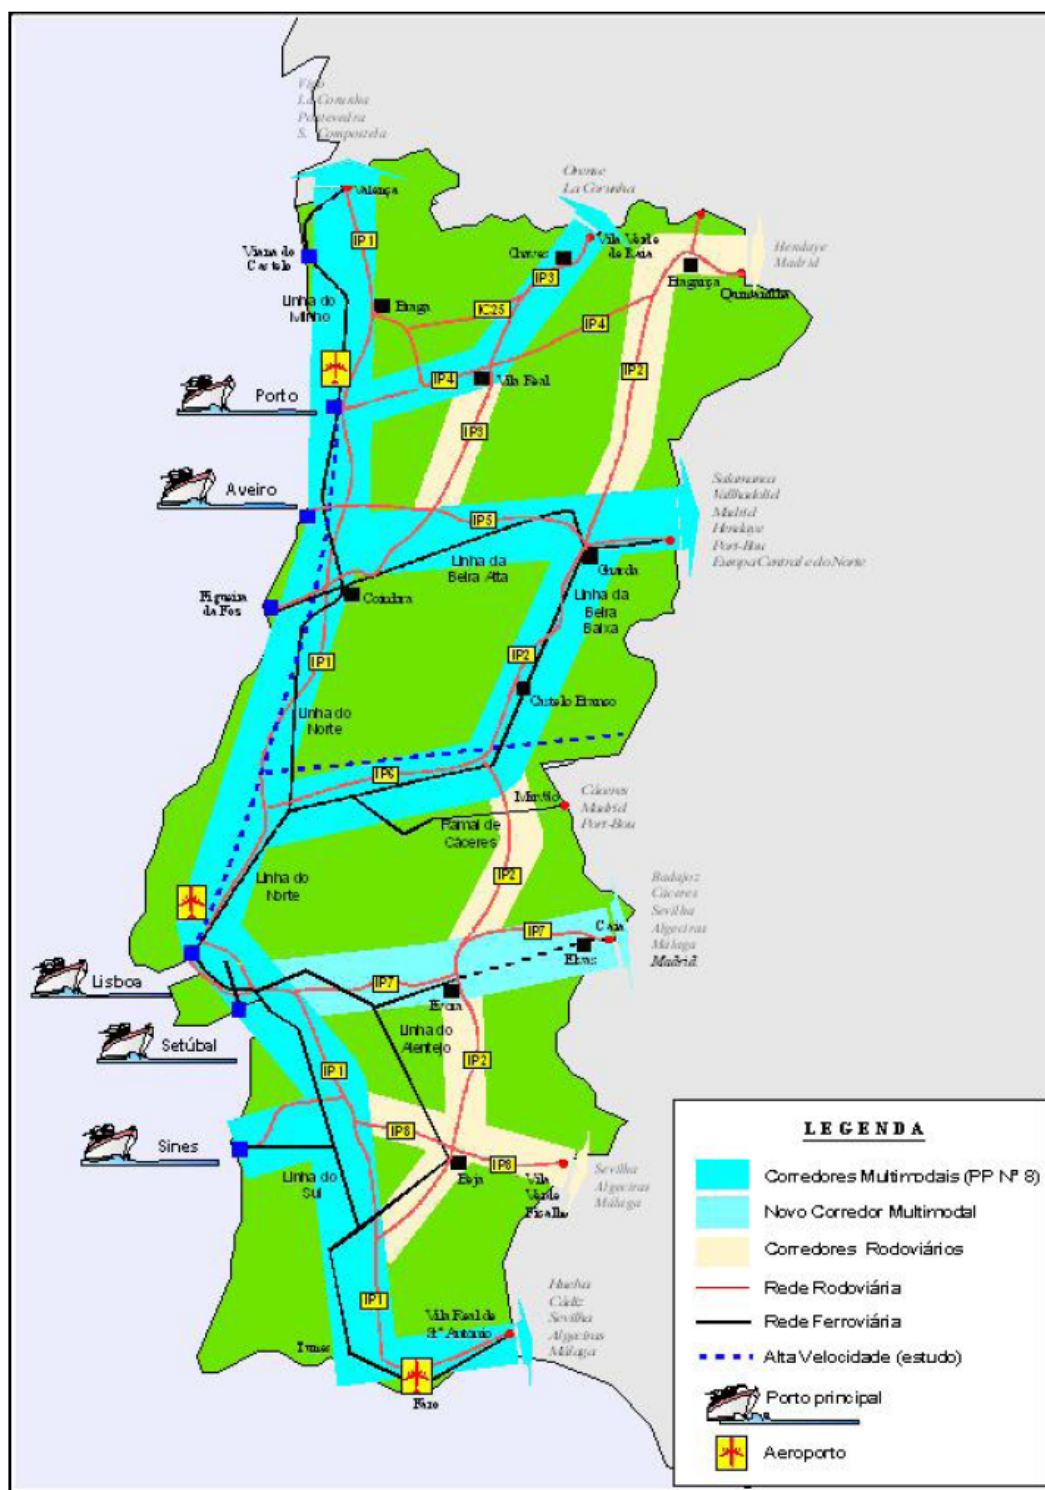 Vigo
La Corunha
Pontevedra
S. Compostela
Orense
La Corunha
Valença
Vila Verde
de Raia
Chaves
IP1
Viana do
Castelo
Hendaye
Madrid
IP3
Bragança
Quintanilha
Linha do
Minho
Braga
IC25
IP4
IP4
Vila Real
IP2
Porto
IP3
Aveiro
Salamanca
Vallhadolid
Madrid
Hendaye
Port-Bou
Europa Central e do Norte
IP5
Linha da
Beira Alta
Guarda
Figueira
da Foz
Coimbra
Linha da
Beira
Baixa
IP1
IP2
Castelo Branco
Linha do
Norte
IP6
Marvão
Cáceres
Madrid
Port-Bou
Ramal de
Cáceres
Linha do
Norte
IP2
Badajoz
Cáceres
Sevilha
Algeciras
Málaga
Madrid
IP7
Caia
Elvas
Lisboa
IP7
Evora
Setúbal
Linha do
Alentejo
IP1
IP2
Sines
IP8
IP8
Beja
Vila
Verde
Ficalho
Sevilha
Algeciras
Málaga
Linha do
Sul
IP1
Huelva
Cádiz
Sevilha
Algeciras
Málaga
Vila Real de
Stº Antonio
Tunes
Faro
LEGENDA
Corredores Multimodais (PP Nº 8)
Novo Corredor Multimodal
Corredores Rodoviários
Rede Rodoviária
Rede Ferroviária
Alta Velocidade (estudo)
Porto principal
Aeroporto